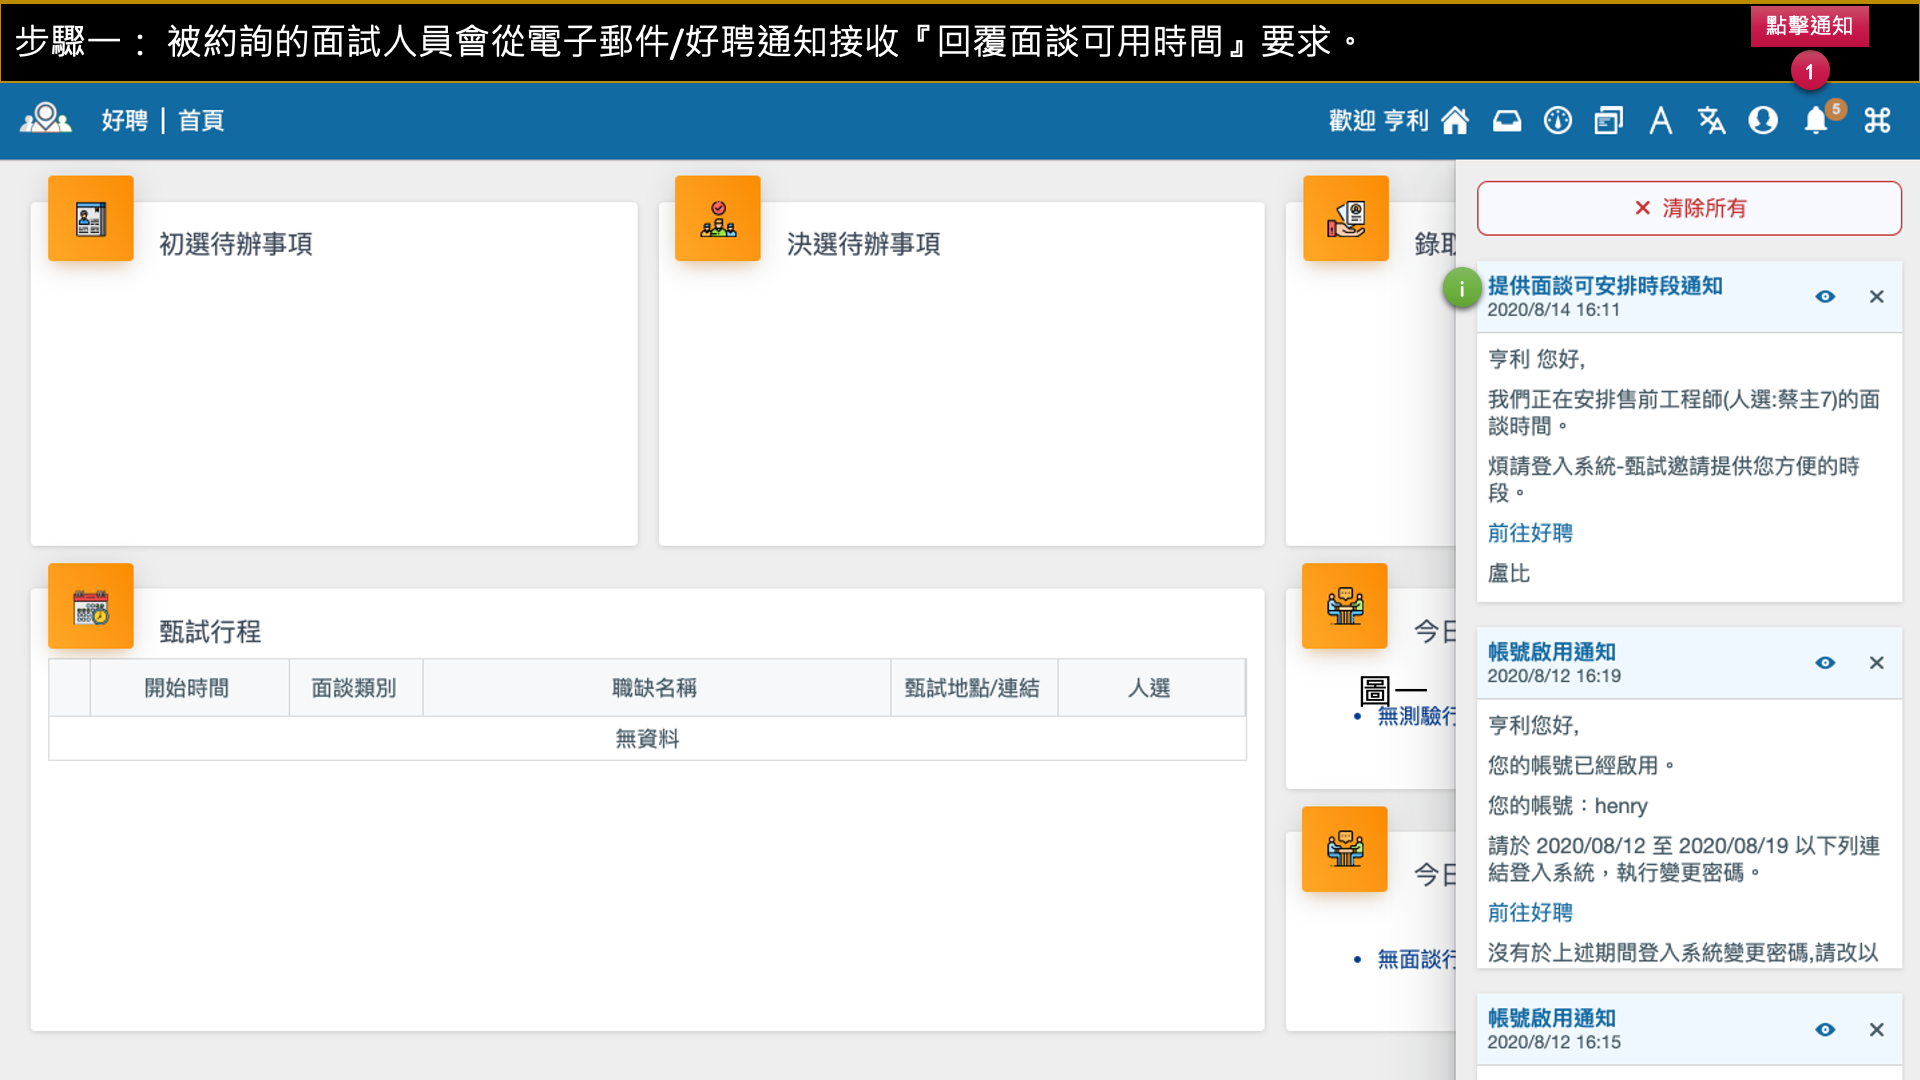 步驟一： 被約詢的面試人員會從電子郵件/好聘通知接收『回覆面談可用時間』要求。
點擊通知
1
好聘 | 首頁
歡迎 亨利
5
初選待辦事項
決選待辦事項
錄取
清除所有
i
提供面談可安排時段通知
2020/8/14 16:11
亨利 您好,
我們正在安排售前工程師(人選:蔡主7)的面
談時間。
煩請登入系統-甄試邀請提供您方便的時
段。
前往好聘
盧比
甄試行程
開始時間 面談類別 職缺名稱 甄試地點/連結 人選
無資料
今日
圖一
• 無測驗行
今日
• 無面談行
帳號啟用通知
2020/8/12 16:19
亨利您好,
您的帳號已經啟用。
您的帳號：henry
請於 2020/08/12 至 2020/08/19 以下列連
結登入系統，執行變更密碼。
前往好聘
沒有於上述期間登入系統變更密碼,請改以
帳號啟用通知
2020/8/12 16:15